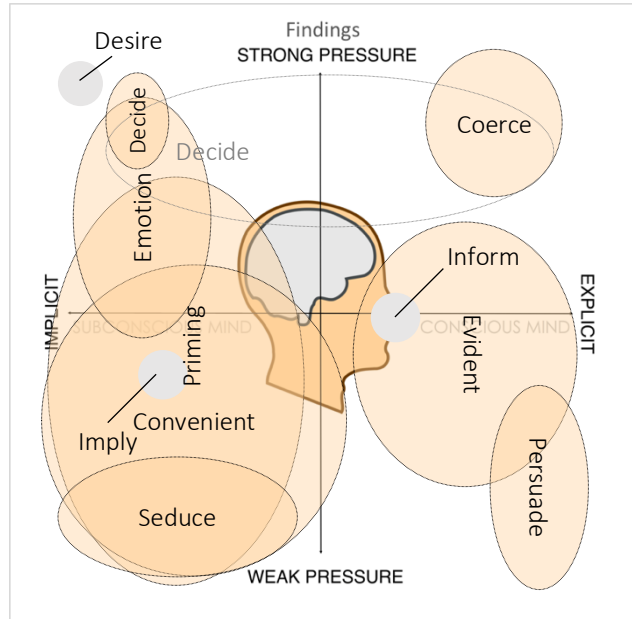 Findings
STRONG PRESSURE
Desire
Decide
Coerce
Decide
Emotion
Inform
IMPLICIT
EXPLICIT
SUBCONSCIOUS MIND
CONSCIOUS MIND
Priming
Evident
Convenient
Imply
Persuade
Seduce
WEAK PRESSURE